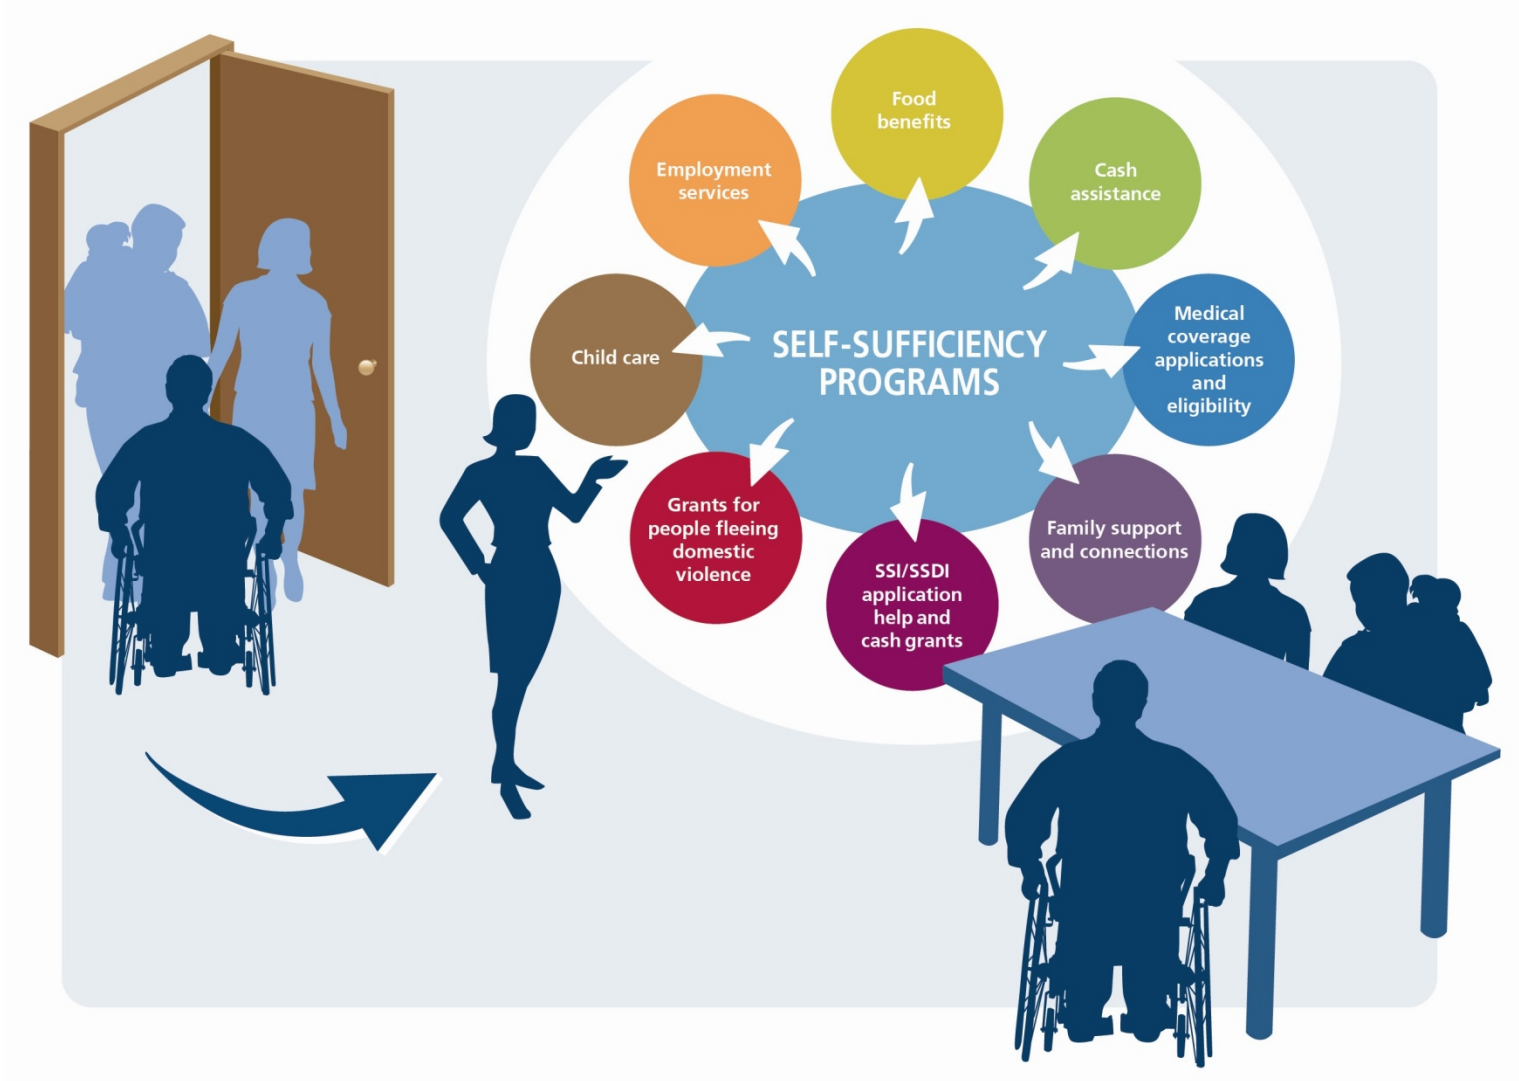 Food
benefits
Employment
services
Cash
assistance
Medical
coverage
applications
and
eligibility
Child care
SELF-SUFFICIENCY
PROGRAMS
Grants for
people fleeing
domestic
violence
Family support
and connections
SSI/SSDI
application
help and
cash grants